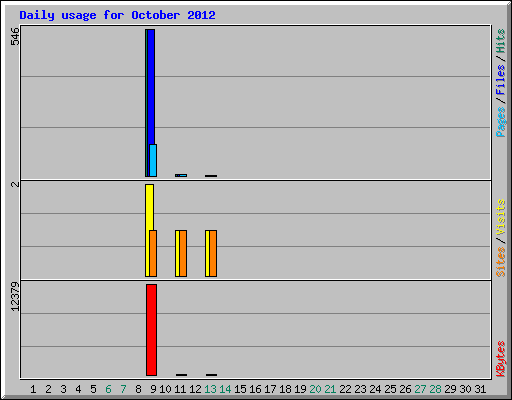 Daily usage for October 2012
546
2
12379
Pages / Files / Hits
Sites / Visits
KBytes
1 2 3 4 5 6 7 8 9 10 11 12 13 14 15 16 17 18 19 20 21 22 23 24 25 26 27 28 29 30 31